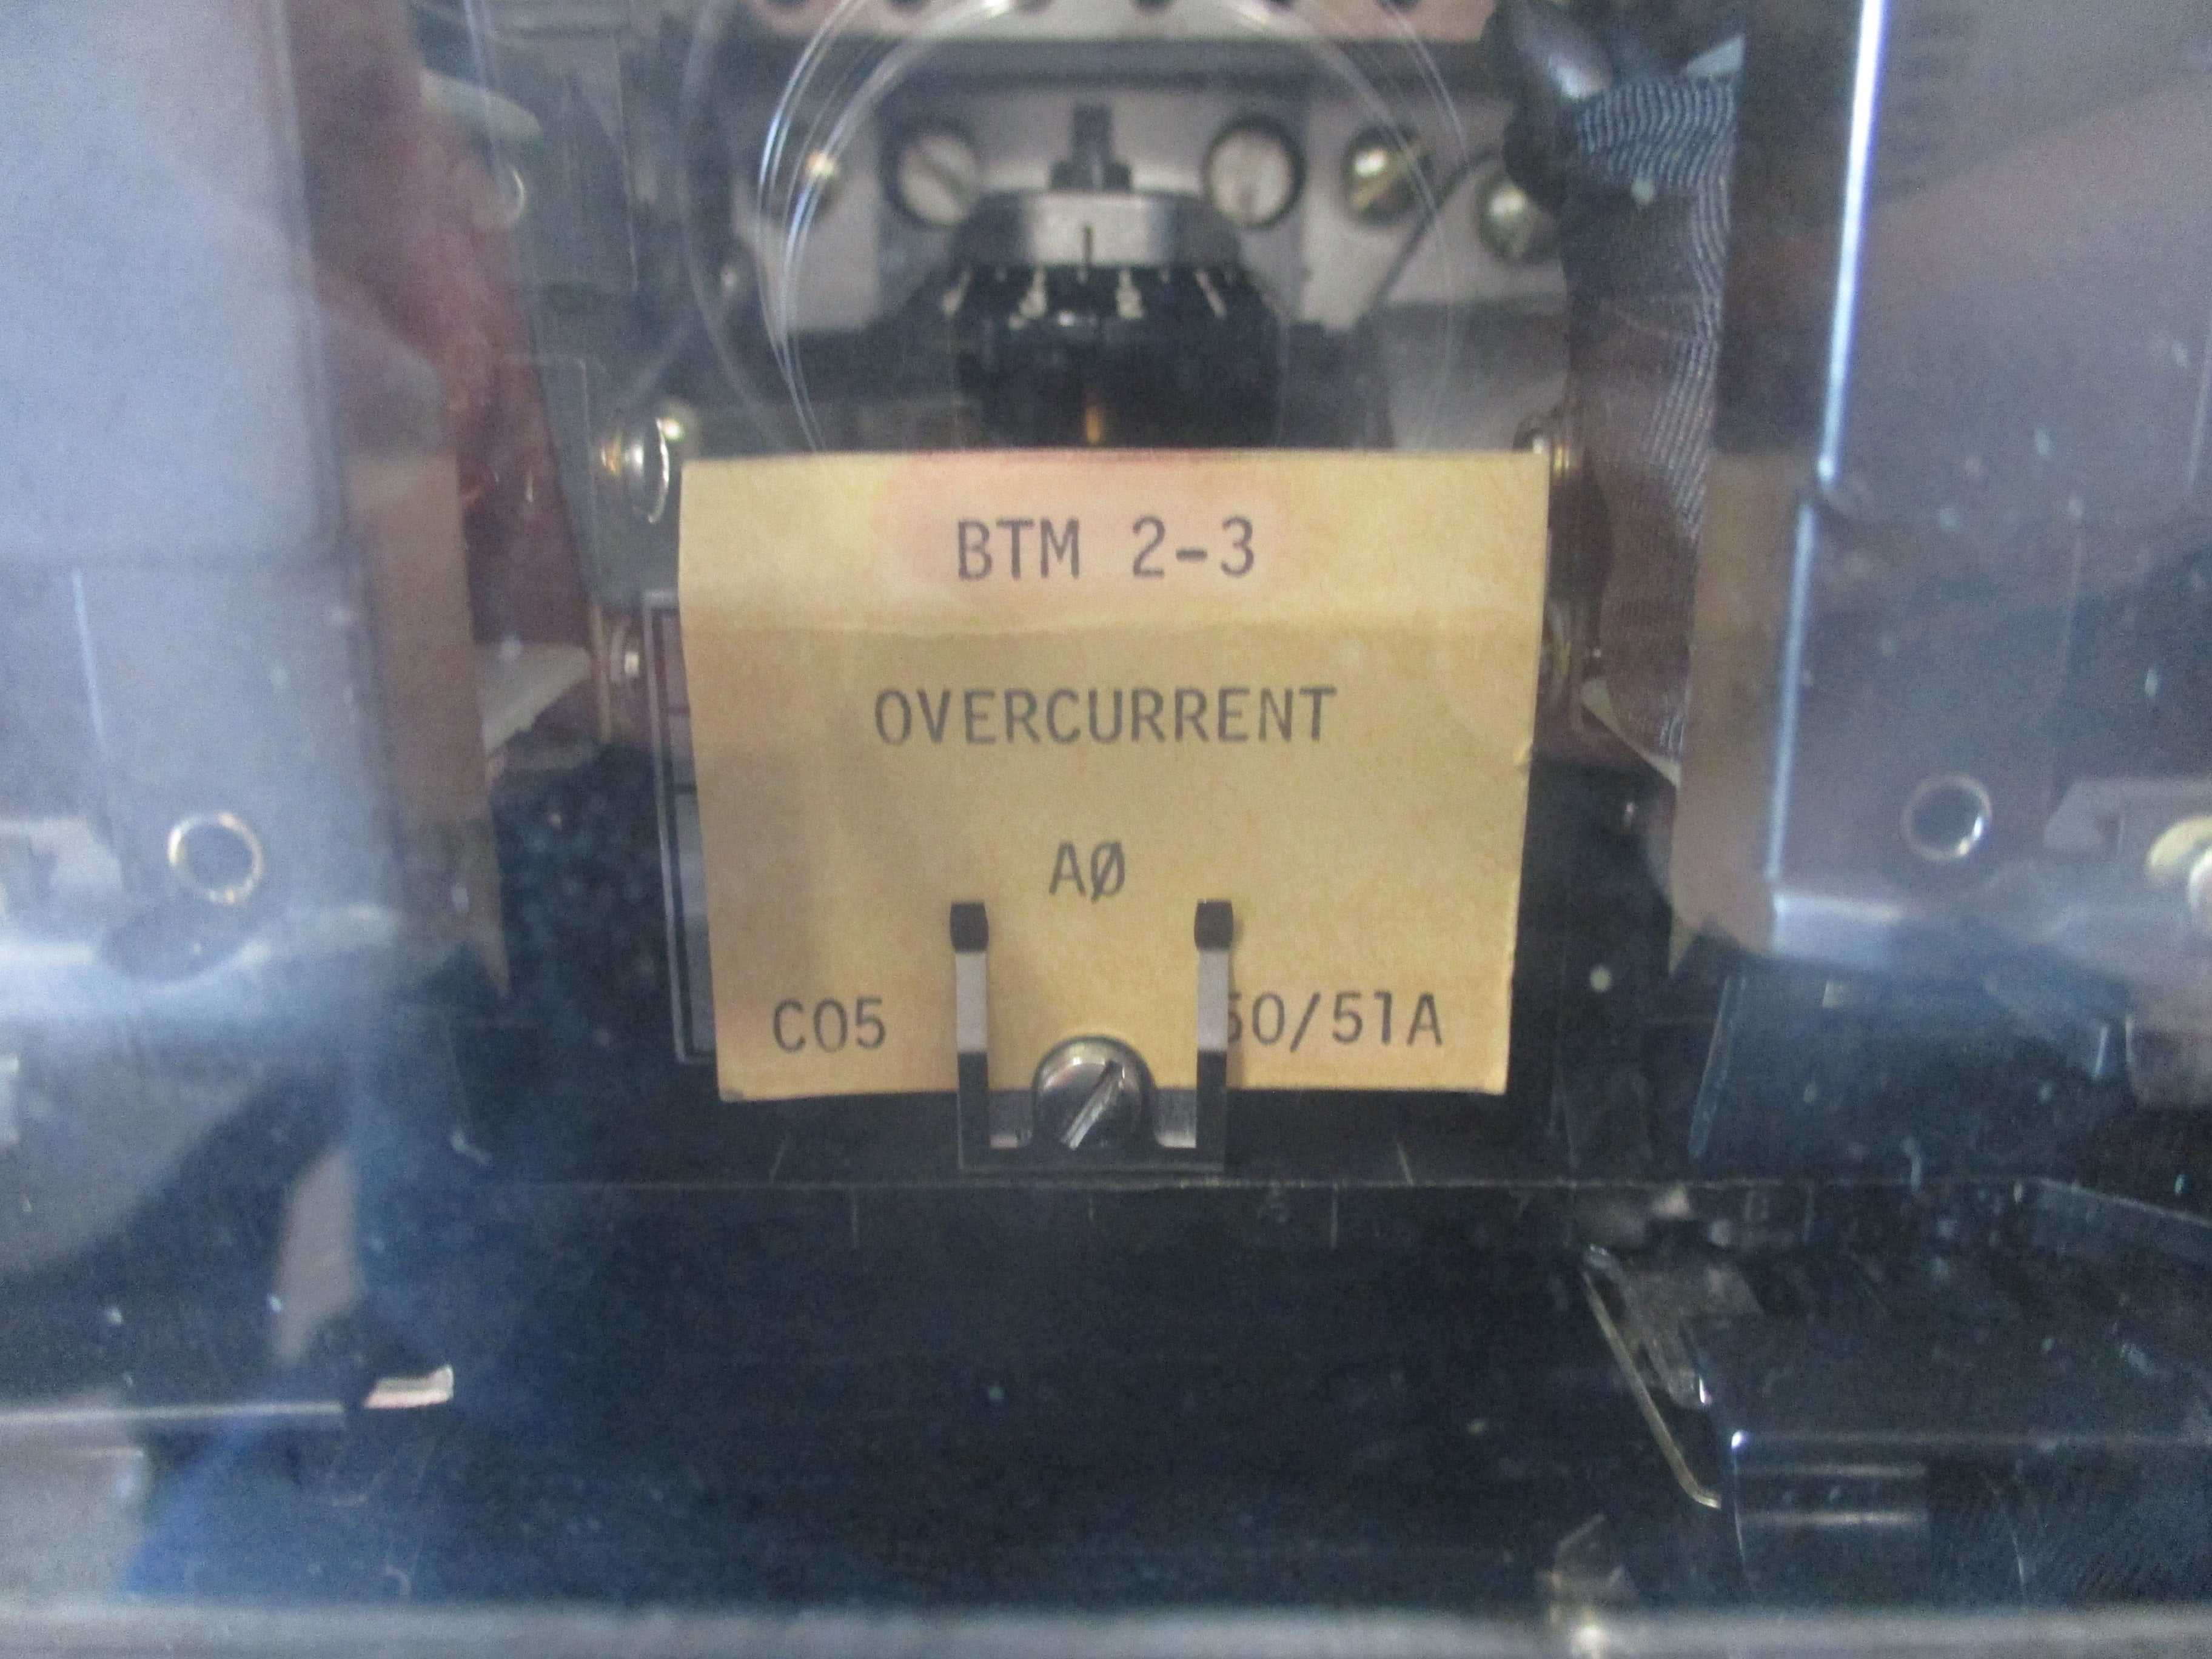 BTM 2-3
OVERCURRENT
AØ
CO5 50/51A